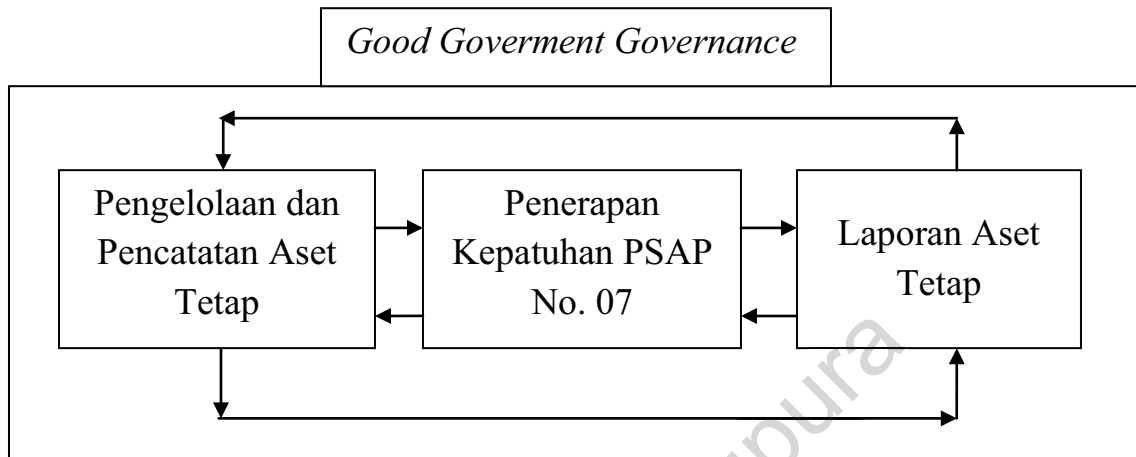 Good Goverment Governance
Pengelolaan dan
Pencatatan Aset
Tetap
Penerapan
Kepatuhan PSAP
No. 07
Laporan Aset
Tetap